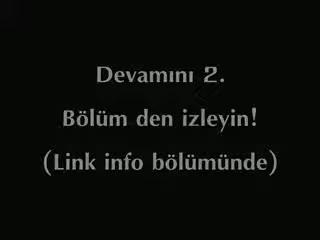 Devamını 2.
Bölüm den izleyin!
(Link info bölümünde)